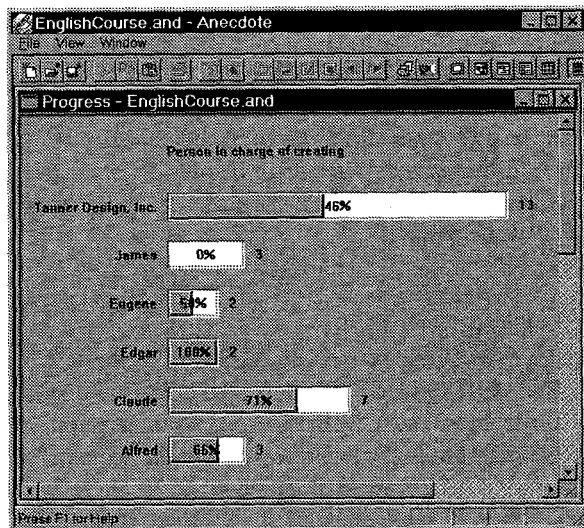 EnglishCourse.and - Anecdote
File View Window
Progress - EnglishCourse.and
Person in charge of creating
Tanner Design, Inc. 46% 13
James 0% 3
Eugene 50% 2
Edgar 100% 2
Claude 71% 7
Alfred 66% 3
Press F1 for Help